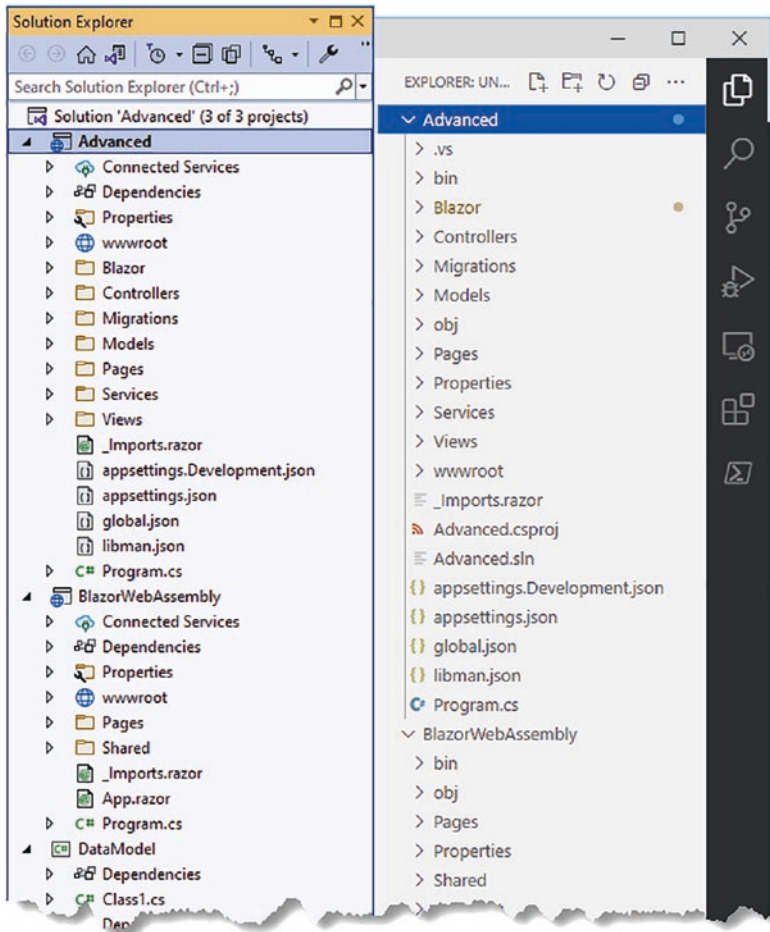 Solution Explorer
Search Solution Explorer (Ctrl+;)
Solution 'Advanced' (3 of 3 projects)
Advanced
Connected Services
Dependencies
Properties
wwwroot
Blazor
Controllers
Migrations
Models
Pages
Services
Views
_Imports.razor
appsettings.Development.json
appsettings.json
global.json
libman.json
C# Program.cs
BlazorWebAssembly
Connected Services
Dependencies
Properties
wwwroot
Pages
Shared
_Imports.razor
App.razor
C# Program.cs
C# DataModel
Dependencies
C# Class1.cs
EXPLORER: UN...
Advanced
.vs
bin
Blazor
Controllers
Migrations
Models
obj
Pages
Properties
Services
Views
wwwroot
_Imports.razor
Advanced.csproj
Advanced.sln
{} appsettings.Development.json
{} appsettings.json
{} global.json
{} libman.json
C# Program.cs
BlazorWebAssembly
bin
obj
Pages
Properties
Shared